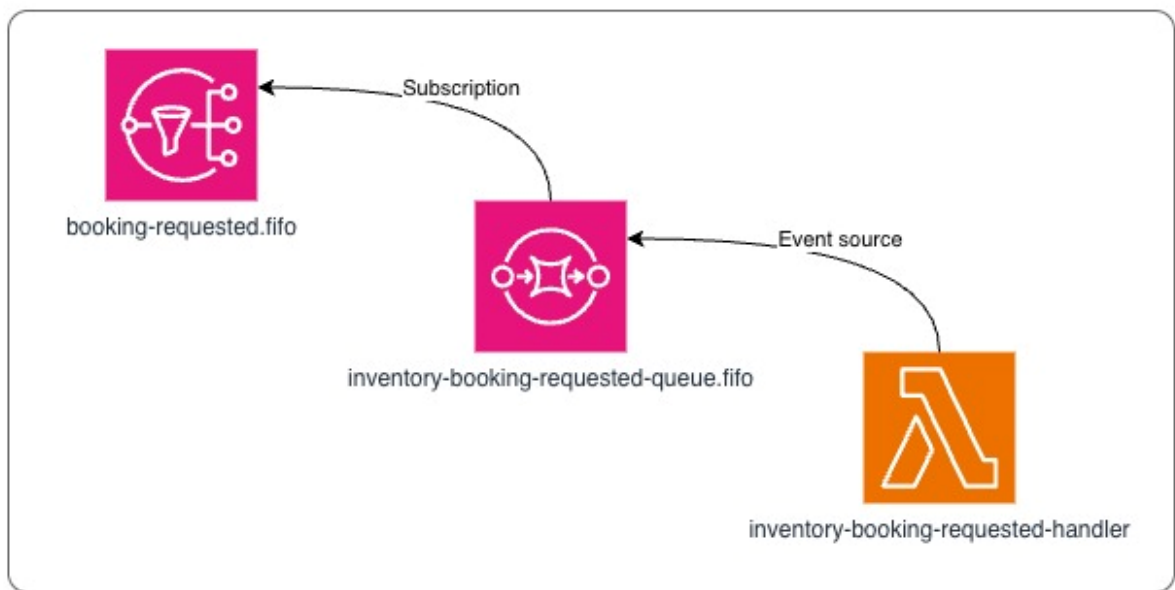 Subscription
booking-requested.fifo
Event source
inventory-booking-requested-queue.fifo
inventory-booking-requested-handler